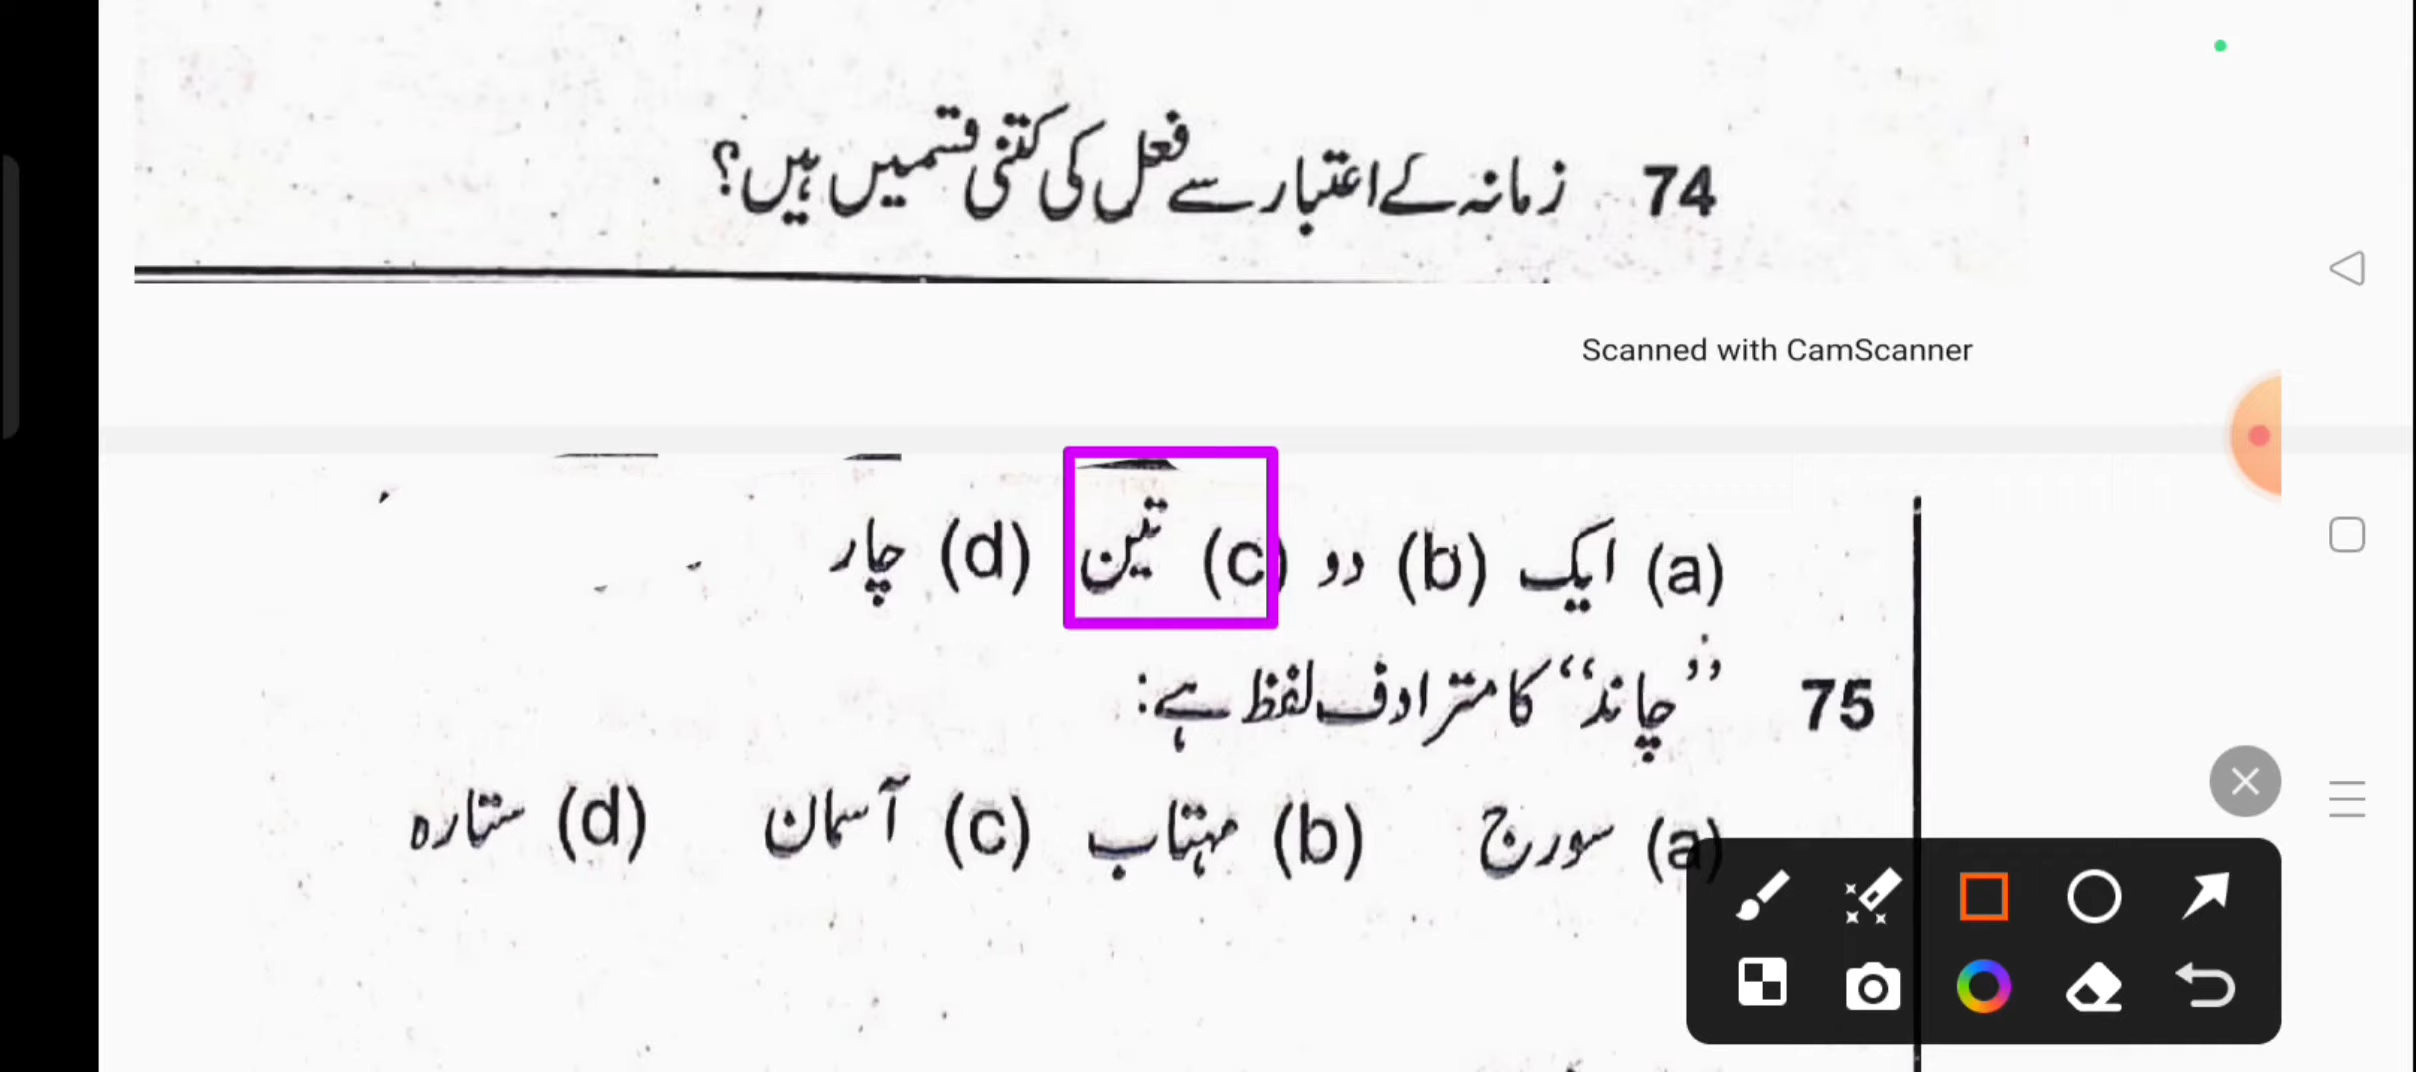 74 زمانہ کے اعتبار سے فعل کی کتنی قسمیں ہیں؟
Scanned with CamScanner
(a) ایک (b) دو (c) تین (d) چار
75 ”چاند“ کا مترادف لفظ ہے:
(a) سورج (b) مہتاب (c) آسمان (d) ستارہ